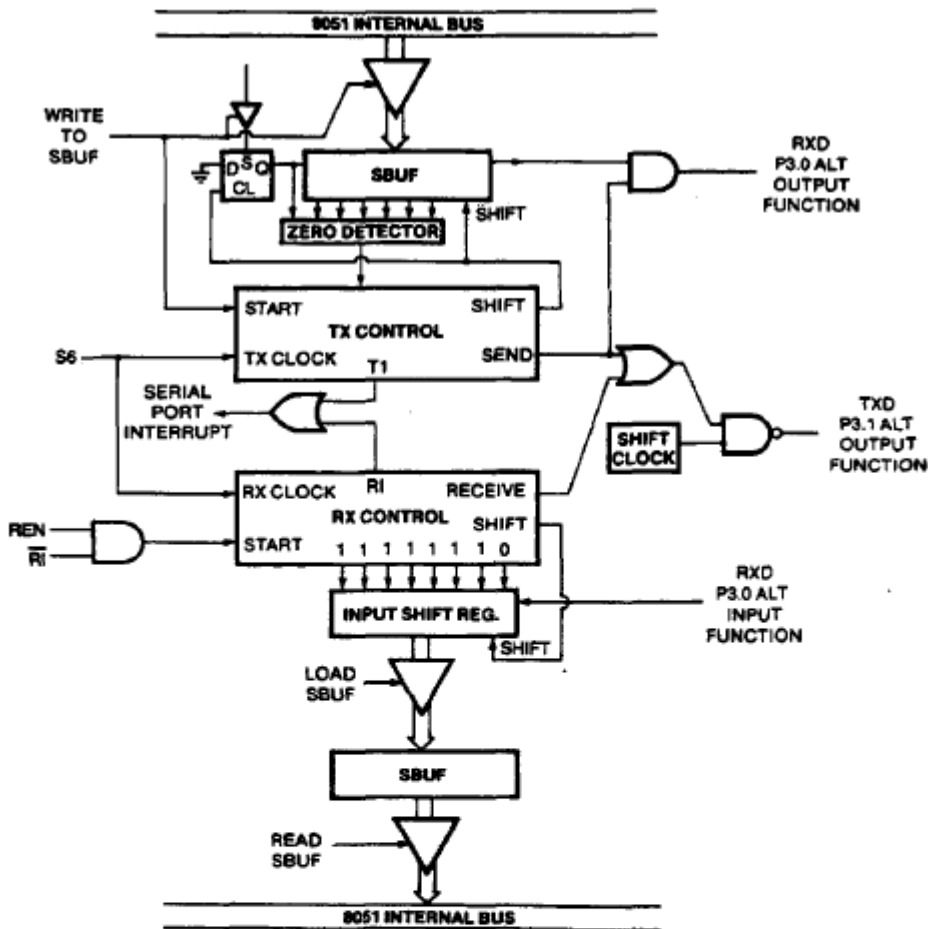 8051 INTERNAL BUS
WRITE
TO
SBUF
D S Q
CL
SBUF
SHIFT
ZERO DETECTOR
RXD
P3.0 ALT
OUTPUT
FUNCTION
START
SHIFT
TX CONTROL
S6
TX CLOCK
SEND
T1
SERIAL
PORT
INTERRUPT
SHIFT
CLOCK
TXD
P3.1 ALT
OUTPUT
FUNCTION
RX CLOCK
RI
RECEIVE
RX CONTROL
SHIFT
REN
R̅I̅
START
1 1 1 1 1 1 1 0
INPUT SHIFT REG.
RXD
P3.0 ALT
INPUT
FUNCTION
SHIFT
LOAD
SBUF
SBUF
READ
SBUF
8051 INTERNAL BUS